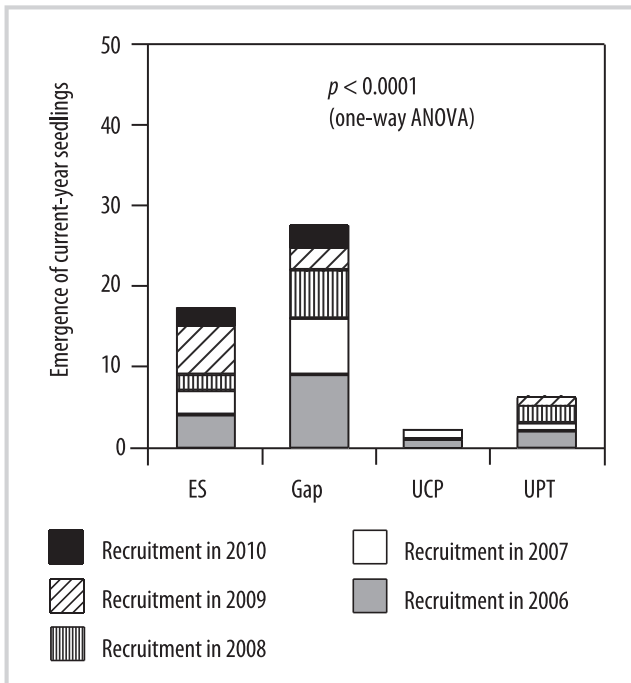 50
40
30
20
10
0
Emergence of current-year seedlings
p < 0.0001
(one-way ANOVA)
ES
Gap
UCP
UPT
Recruitment in 2010
Recruitment in 2009
Recruitment in 2008
Recruitment in 2007
Recruitment in 2006